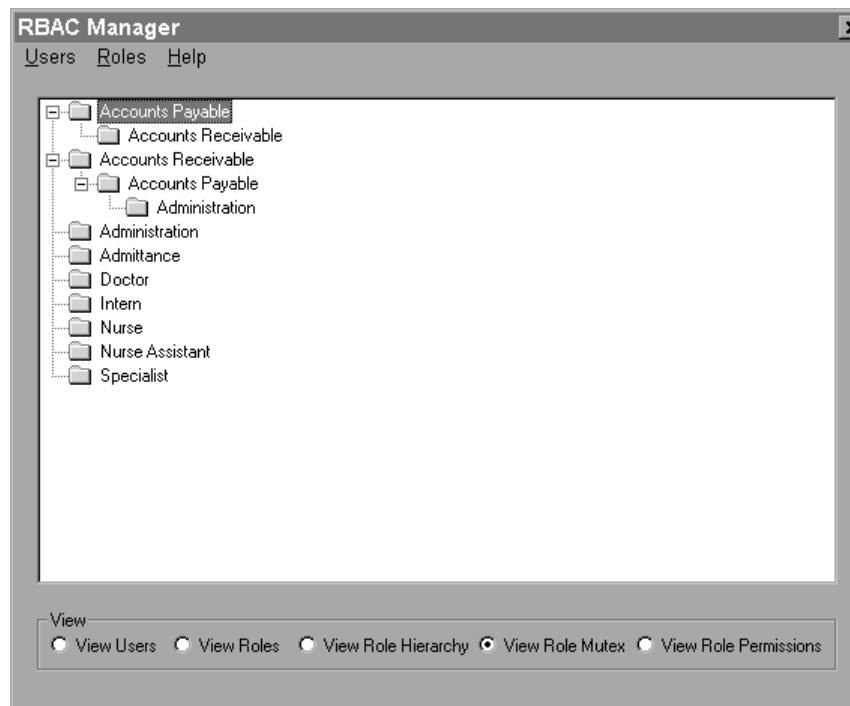 RBAC Manager
Users Roles Help
Accounts Payable
Accounts Receivable
Accounts Receivable
Accounts Payable
Administration
Administration
Admittance
Doctor
Intern
Nurse
Nurse Assistant
Specialist
View
View Users View Roles View Role Hierarchy View Role Mutex View Role Permissions